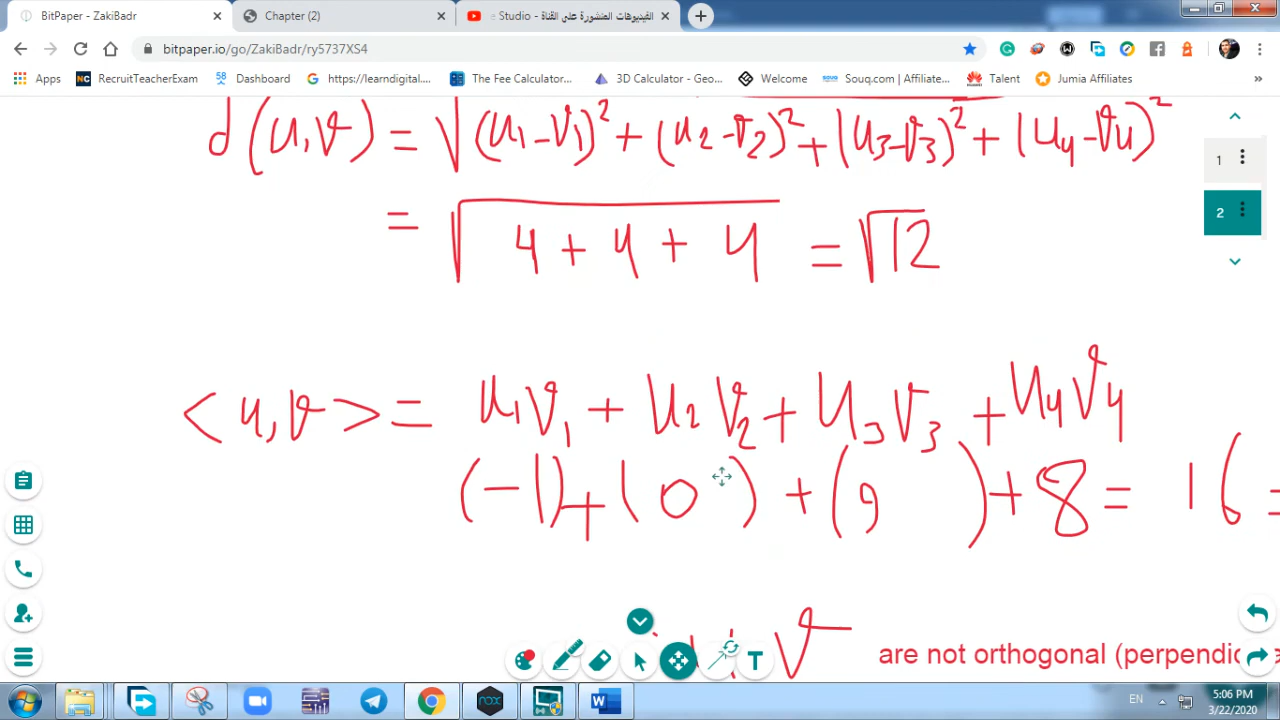 BitPaper - ZakiBadr
Chapter (2)
الفيديوهات المنشورة على القناة - Studio
bitpaper.io/go/ZakiBadr/ry5737XS4
Apps RecruitTeacherExam Dashboard https://learndigital.... The Fee Calculator... 3D Calculator - Geo... Welcome Souq.com | Affiliate... Talent Jumia Affiliates »
d(u,v) = √(u1-v1)² + (u2-v2)² + (u3-v3)² + (u4-v4)²
= √4 + 4 + 4 = √12
<u,v> = u1v1 + u2v2 + u3v3 + u4v4
(-1) + (0) + (9) + 8 = 16 =
v are not orthogonal (perpendic
1
2
T
EN 5:06 PM
3/22/2020